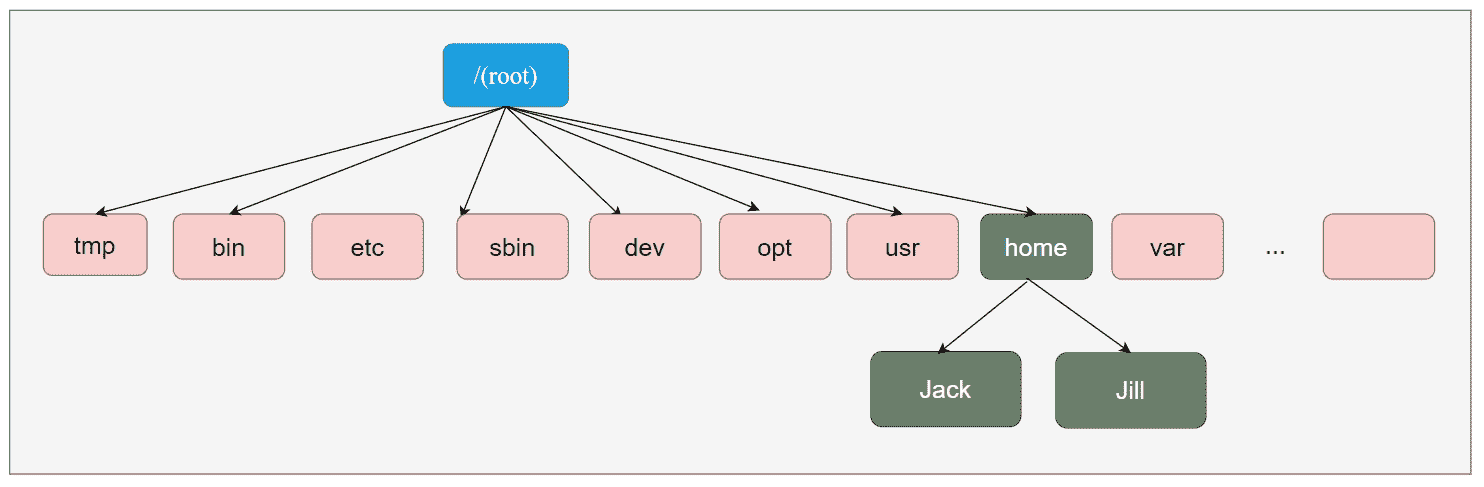 /(root)
tmp
bin
etc
sbin
dev
opt
usr
home
var
...
Jack
Jill